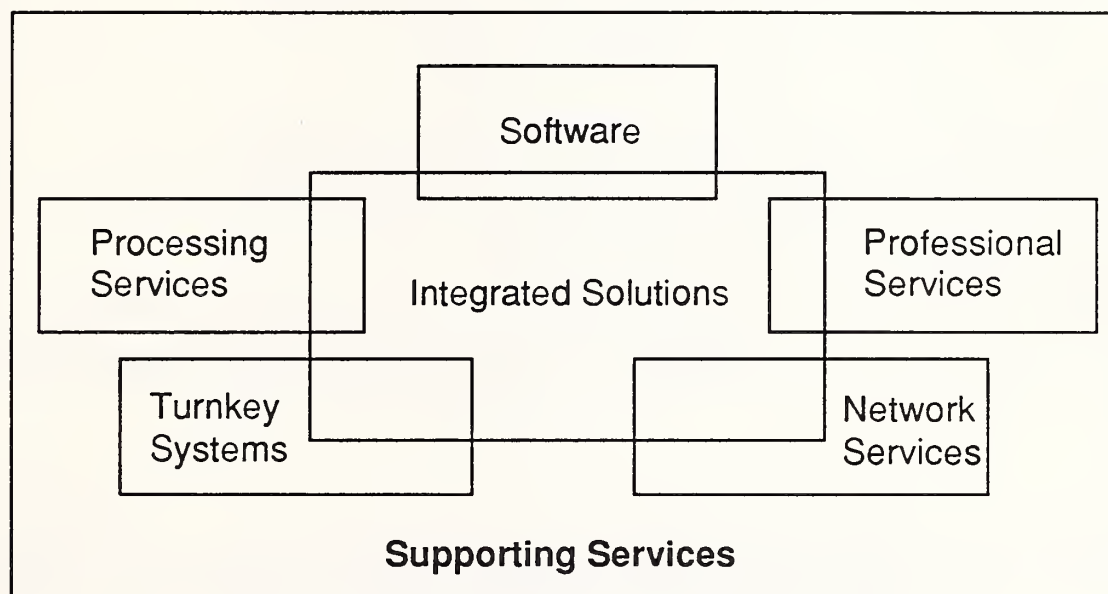 Software
Processing
Services
Integrated Solutions
Professional
Services
Turnkey
Systems
Network
Services
Supporting Services